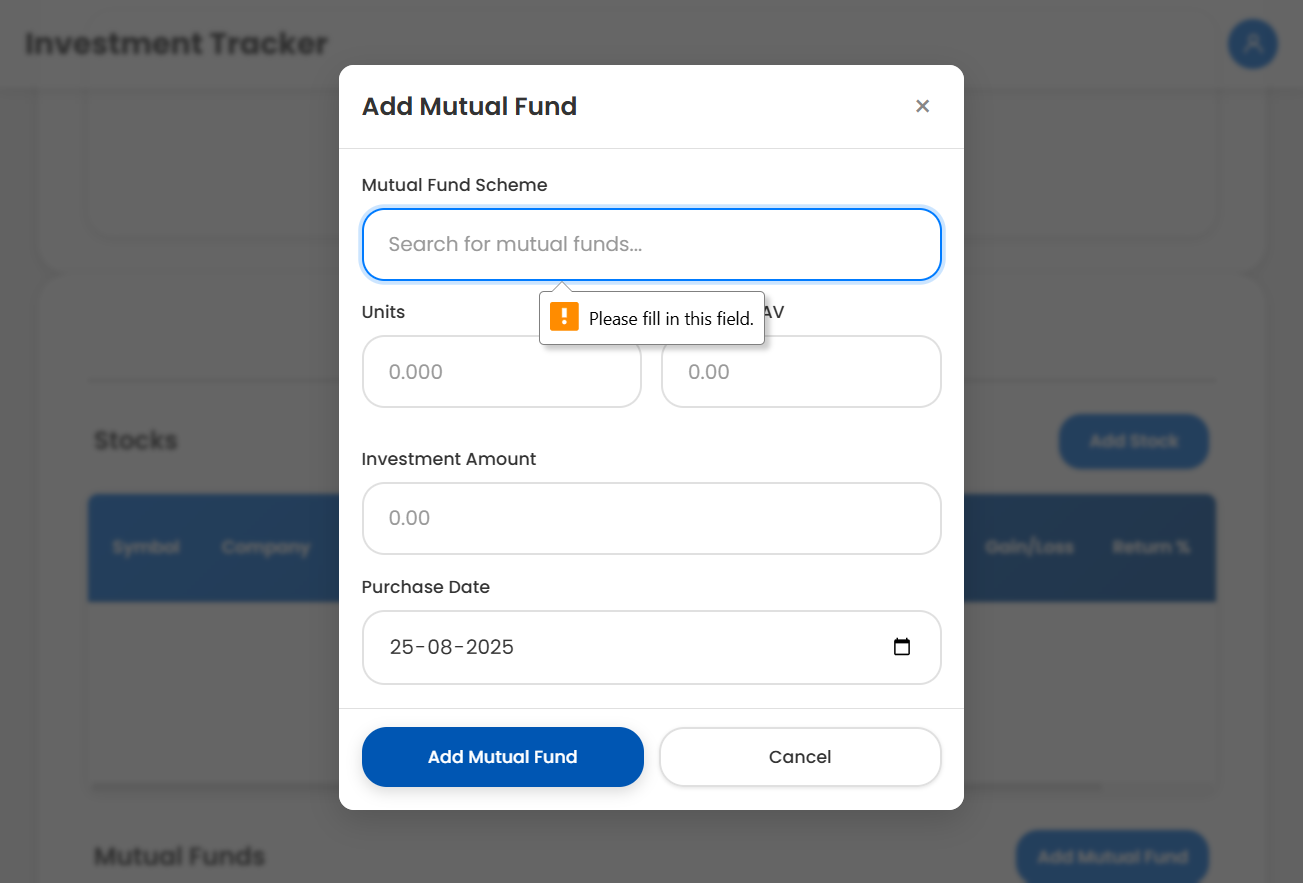 Investment Tracker
Add Mutual Fund
×
Mutual Fund Scheme
Search for mutual funds...
Please fill in this field.
Units
AV
0.000
0.00
Stocks
Add Stock
Investment Amount
0.00
Symbol
Company
Gain/Loss
Return %
Purchase Date
25-08-2025
Add Mutual Fund
Cancel
Mutual Funds
Add Mutual Fund